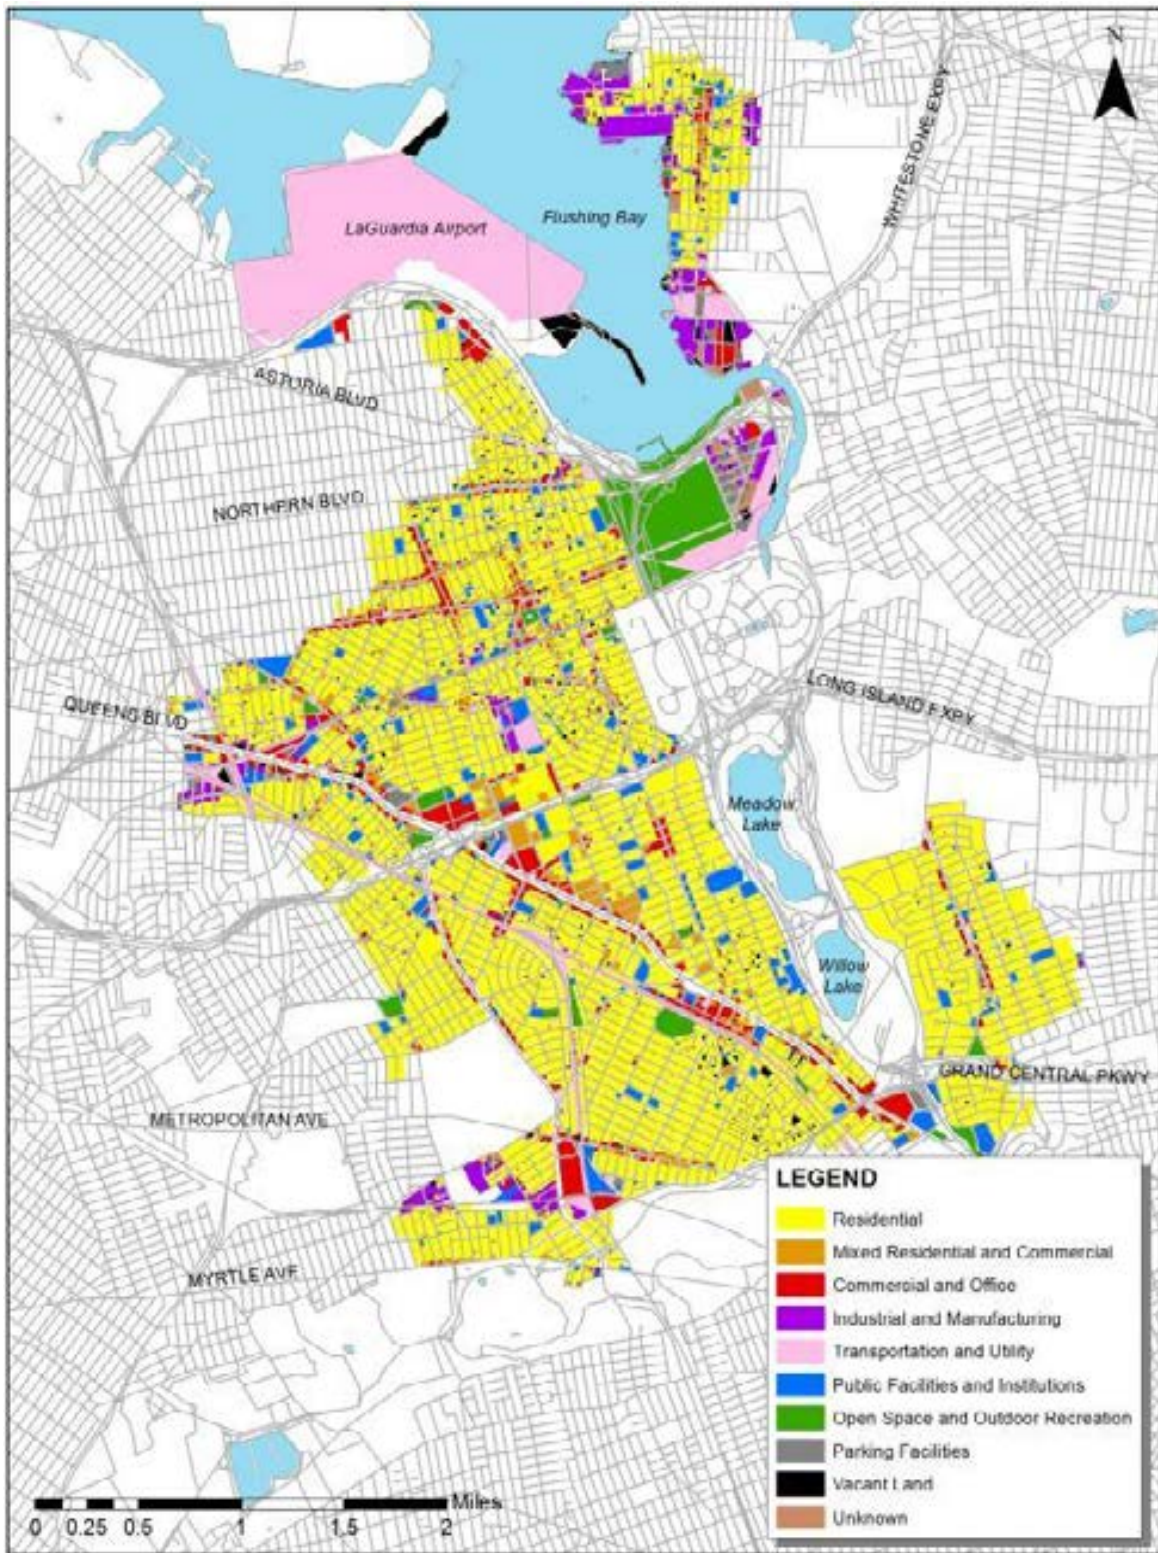 N
WHITESTONE EXPY
LaGuardia Airport
Flushing Bay
ASTORIA BLVD
NORTHERN BLVD
QUEENS BLVD
LONG ISLAND EXPY
Meadow
Lake
Willow
Lake
GRAND CENTRAL PKWY
METROPOLITAN AVE
MYRTLE AVE
LEGEND
Residential
Mixed Residential and Commercial
Commercial and Office
Industrial and Manufacturing
Transportation and Utility
Public Facilities and Institutions
Open Space and Outdoor Recreation
Parking Facilities
Vacant Land
Unknown
Miles
0 0.25 0.5 1 1.5 2